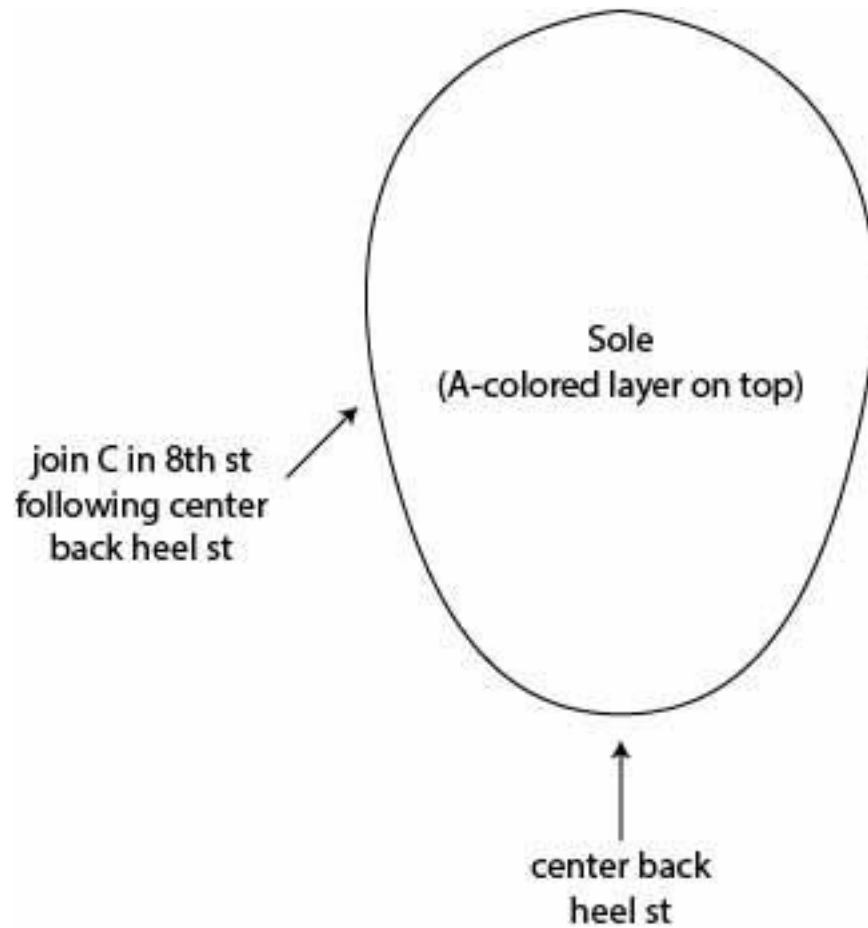 Sole
(A-colored layer on top)
join C in 8th st
following center
back heel st
center back
heel st